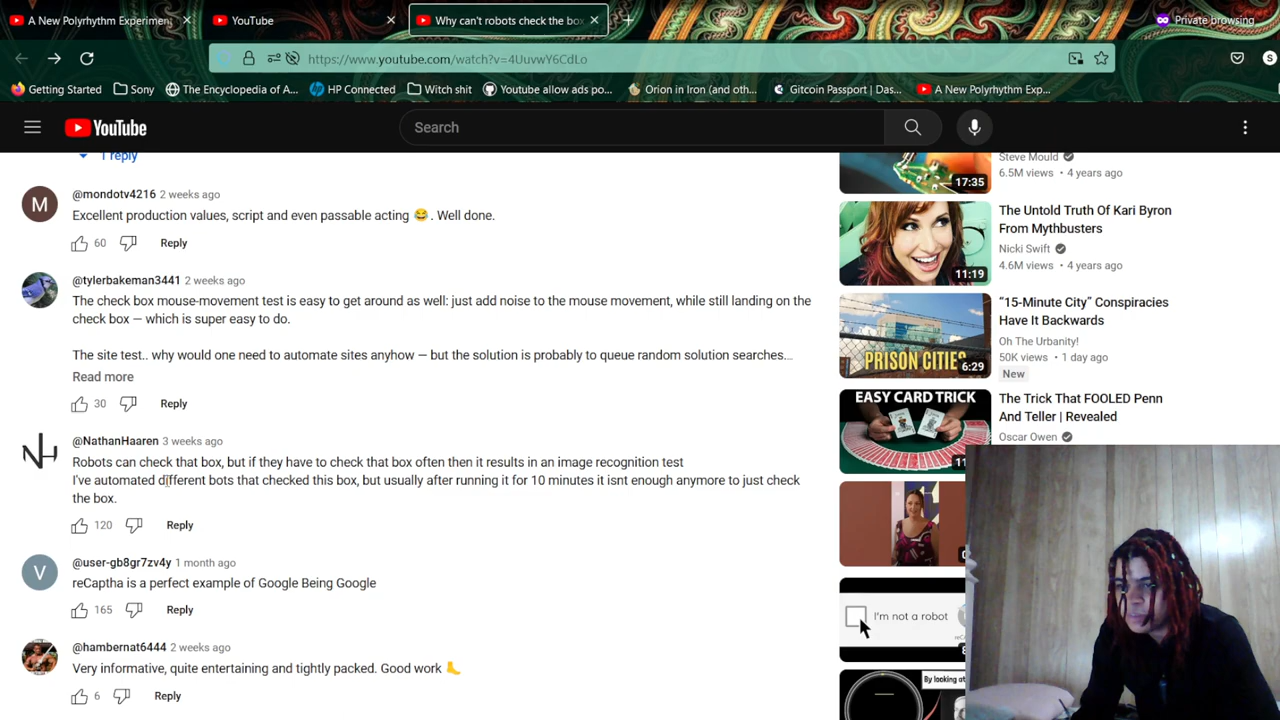 A New Polyrhythm Experiment
YouTube
Why can't robots check the box
Private browsing
https://www.youtube.com/watch?v=4UuvwY6CdLo
S
Getting Started
Sony
The Encyclopedia of A...
HP Connected
Witch shit
Youtube allow ads po...
Orion in Iron (and oth...
Gitcoin Passport | Das...
A New Polyrhythm Exp...
YouTube
Search
1 reply
M
@mondotv4216 2 weeks ago
Excellent production values, script and even passable acting 😂. Well done.
60 Reply
@tylerbakeman3441 2 weeks ago
The check box mouse-movement test is easy to get around as well: just add noise to the mouse movement, while still landing on the
check box — which is super easy to do.
The site test.. why would one need to automate sites anyhow — but the solution is probably to queue random solution searches...
Read more
30 Reply
NH
@NathanHaaren 3 weeks ago
Robots can check that box, but if they have to check that box often then it results in an image recognition test
I've automated different bots that checked this box, but usually after running it for 10 minutes it isnt enough anymore to just check
the box.
120 Reply
V
@user-gb8gr7zv4y 1 month ago
reCaptha is a perfect example of Google Being Google
165 Reply
@hambernat6444 2 weeks ago
Very informative, quite entertaining and tightly packed. Good work 🦶
6 Reply
17:35
Steve Mould
6.5M views • 4 years ago
11:19
The Untold Truth Of Kari Byron
From Mythbusters
Nicki Swift
4.6M views • 4 years ago
PRISON CITIES
6:29
"15-Minute City" Conspiracies
Have It Backwards
Oh The Urbanity!
50K views • 1 day ago
New
EASY CARD TRICK
The Trick That FOOLED Penn
And Teller | Revealed
Oscar Owen
I'm not a robot
By looking at